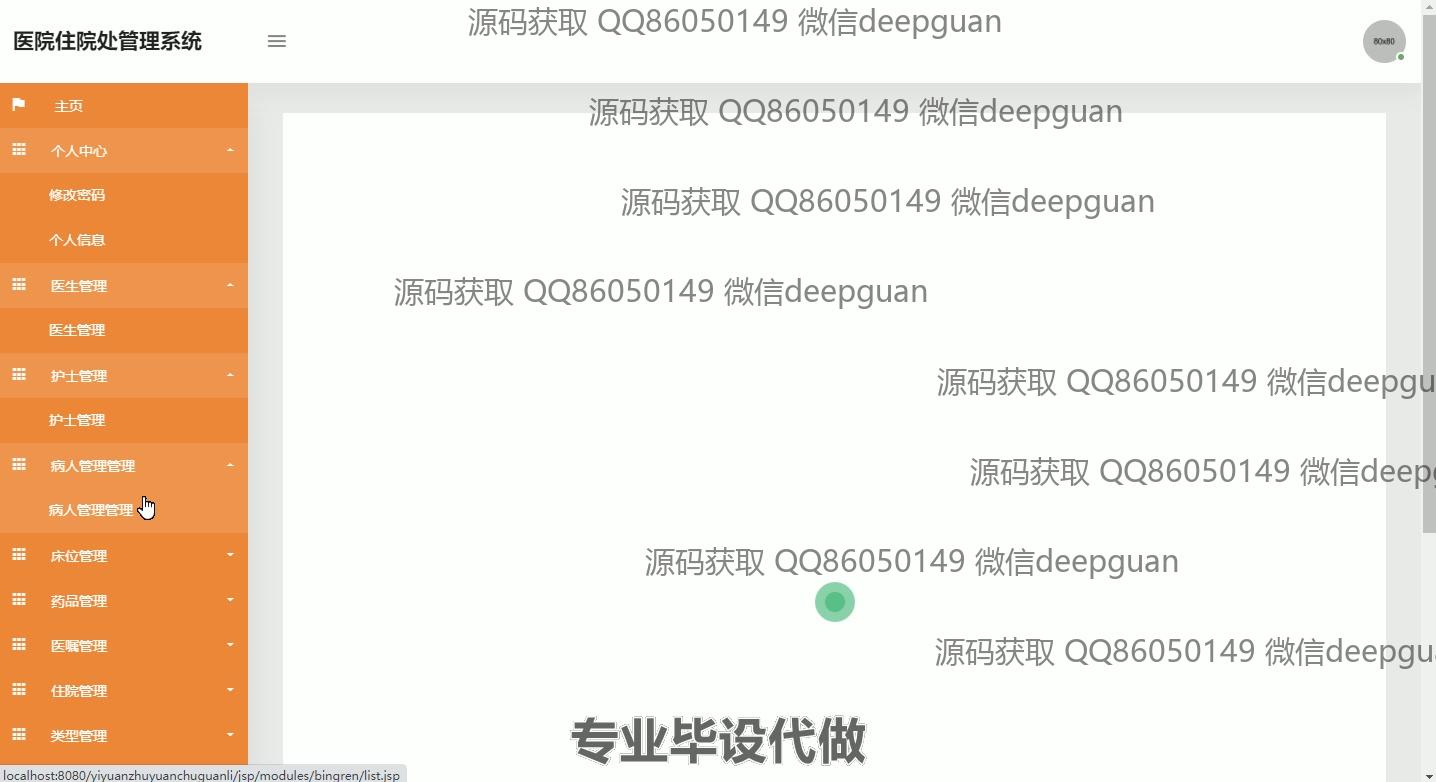 源码获取 QQ86050149 微信deepguan
医院住院处管理系统
80x80
主页
源码获取 QQ86050149 微信deepguan
个人中心
修改密码
源码获取 QQ86050149 微信deepguan
个人信息
医生管理
源码获取 QQ86050149 微信deepguan
医生管理
护士管理
源码获取 QQ86050149 微信deepgu
护士管理
病人管理管理
源码获取 QQ86050149 微信deepg
病人管理管理
床位管理
源码获取 QQ86050149 微信deepguan
药品管理
医嘱管理
源码获取 QQ86050149 微信deepgua
住院管理
类型管理
专业毕设代做
localhost:8080/yiyuanzhuyuanchuguanli/jsp/modules/bingren/list.jsp